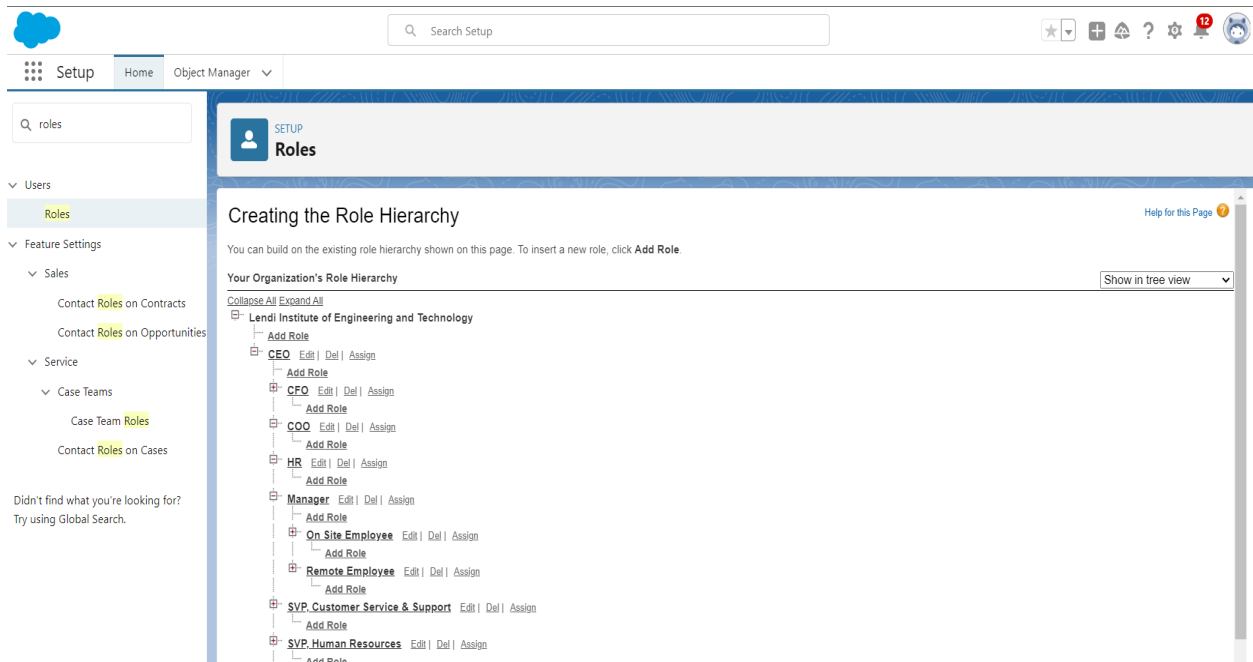 Search Setup
12
Setup
Home
Object Manager
roles
Users
Roles
Feature Settings
Sales
Contact Roles on Contracts
Contact Roles on Opportunities
Service
Case Teams
Case Team Roles
Contact Roles on Cases
Didn't find what you're looking for?
Try using Global Search.
SETUP
Roles
Creating the Role Hierarchy
Help for this Page
You can build on the existing role hierarchy shown on this page. To insert a new role, click Add Role.
Your Organization's Role Hierarchy
Show in tree view
Collapse All Expand All
Lendi Institute of Engineering and Technology
Add Role
CEO Edit | Del | Assign
Add Role
CFO Edit | Del | Assign
Add Role
COO Edit | Del | Assign
Add Role
HR Edit | Del | Assign
Add Role
Manager Edit | Del | Assign
Add Role
On Site Employee Edit | Del | Assign
Add Role
Remote Employee Edit | Del | Assign
Add Role
SVP, Customer Service & Support Edit | Del | Assign
Add Role
SVP, Human Resources Edit | Del | Assign
Add Role